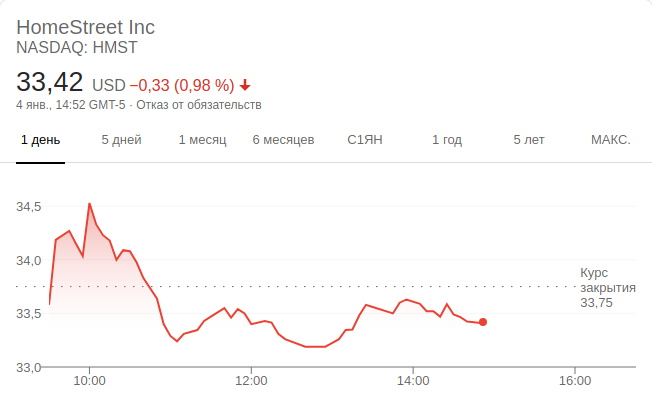 HomeStreet Inc
NASDAQ: HMST
33,42 USD −0,33 (0,98 %)
4 янв., 14:52 GMT-5 · Отказ от обязательств
1 день 5 дней 1 месяц 6 месяцев С1ЯН 1 год 5 лет МАКС.
34,5
34,0
Курс
закрытия
33,75
33,5
33,0
10:00 12:00 14:00 16:00